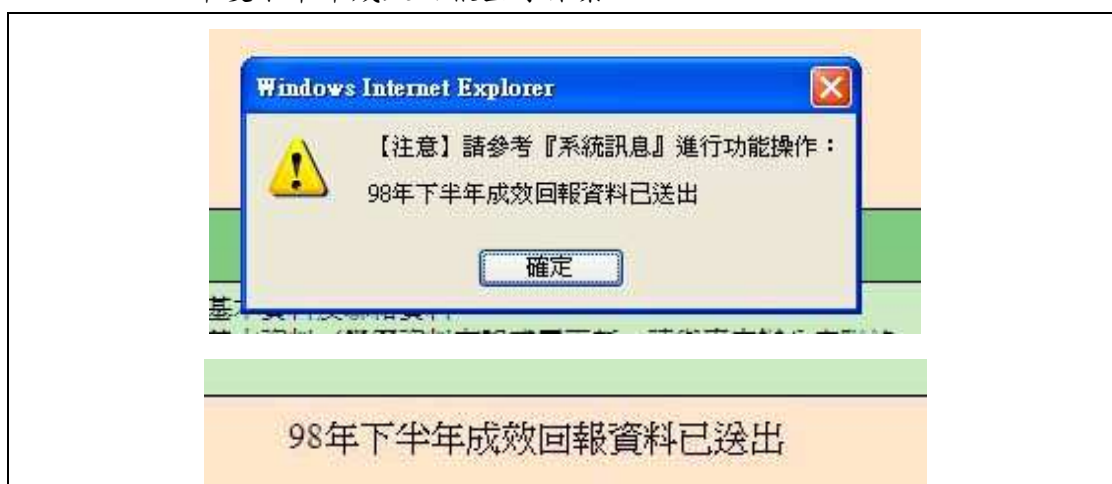 Windows Internet Explorer
【注意】請參考『系統訊息』進行功能操作：
98年下半年成效回報資料已送出
確定
98年下半年成效回報資料已送出